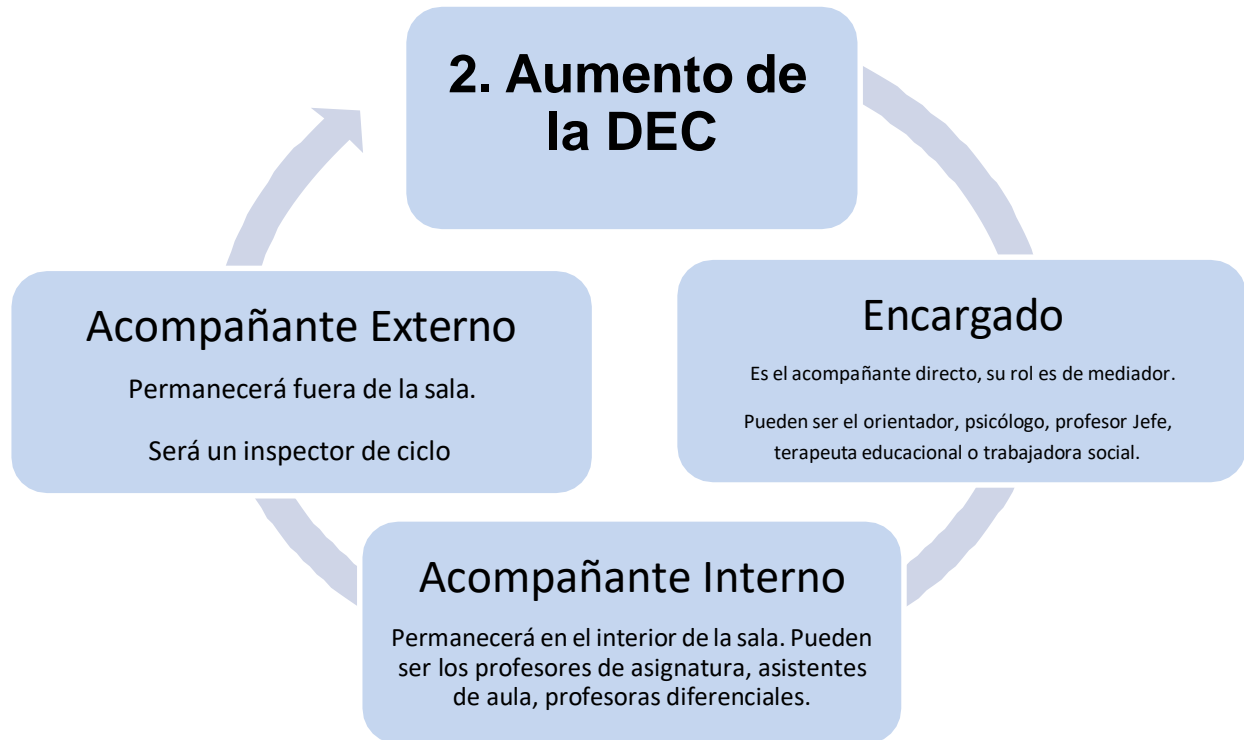 2. Aumento de
la DEC
Encargado
Es el acompañante directo, su rol es de mediador.
Pueden ser el orientador, psicólogo, profesor Jefe,
terapeuta educacional o trabajadora social.
Acompañante Interno
Permanecerá en el interior de la sala. Pueden
ser los profesores de asignatura, asistentes
de aula, profesoras diferenciales.
Acompañante Externo
Permanecerá fuera de la sala.
Será un inspector de ciclo